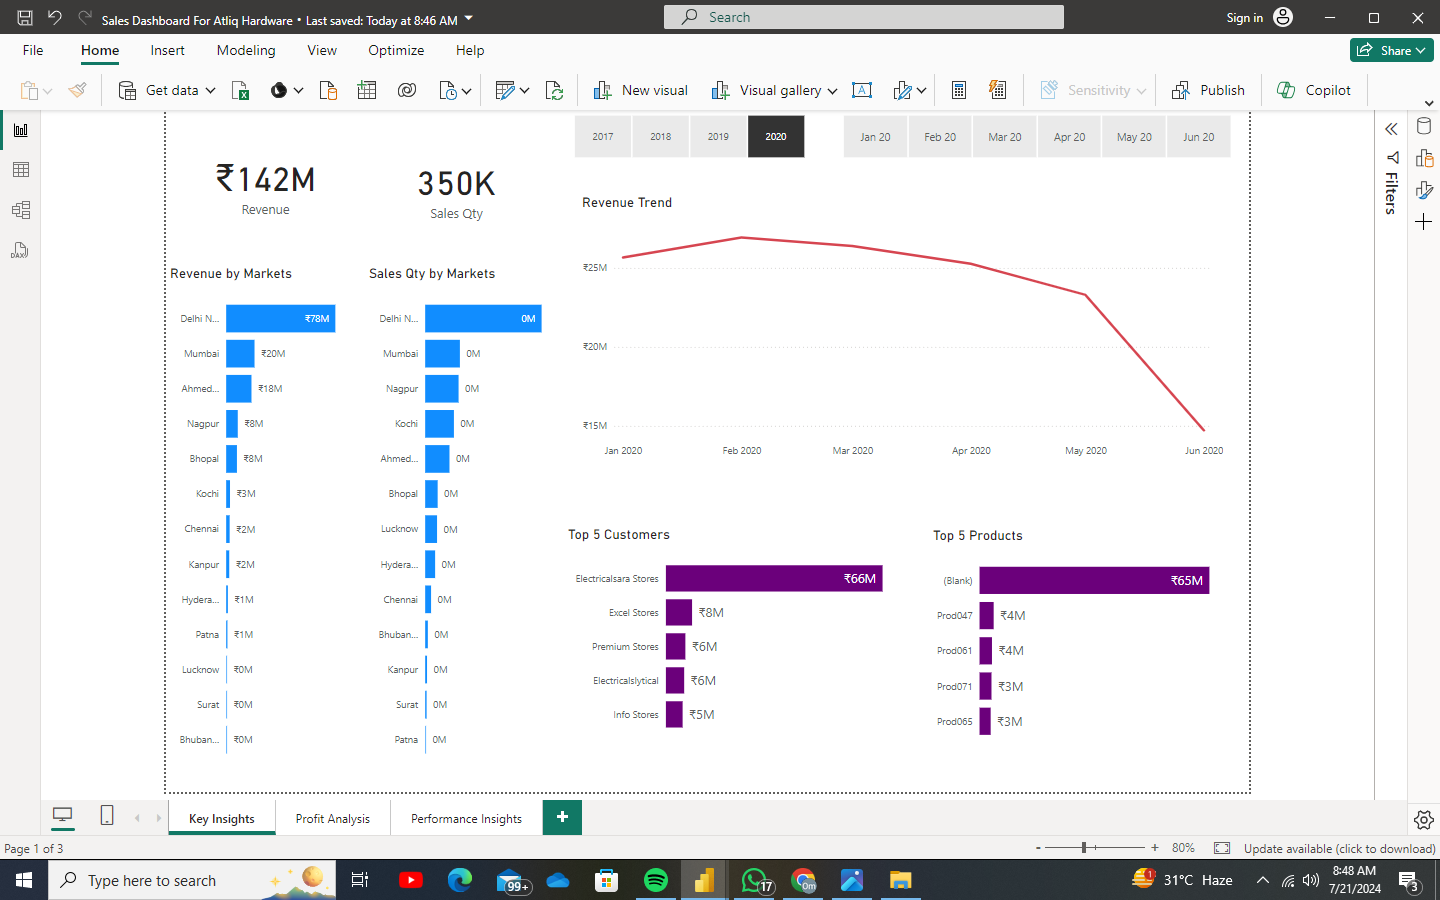 Sales Dashboard For Atliq Hardware • Last saved: Today at 8:46 AM
Search
Sign in
File Home Insert Modeling View Optimize Help
Share
Get data
New visual
Visual gallery
Sensitivity
Publish
Copilot
2017 2018 2019 2020
Jan 20 Feb 20 Mar 20 Apr 20 May 20 Jun 20
Filters
DAX
₹142M
Revenue
350K
Sales Qty
Revenue by Markets
Delhi N... ₹78M
Mumbai ₹20M
Ahmed... ₹18M
Nagpur ₹8M
Bhopal ₹8M
Kochi ₹3M
Chennai ₹2M
Kanpur ₹2M
Hydera... ₹1M
Patna ₹1M
Lucknow ₹0M
Surat ₹0M
Bhuban... ₹0M
Sales Qty by Markets
Delhi N... 0M
Mumbai 0M
Nagpur 0M
Kochi 0M
Ahmed... 0M
Bhopal 0M
Lucknow 0M
Hydera... 0M
Chennai 0M
Bhuban... 0M
Kanpur 0M
Surat 0M
Patna 0M
Revenue Trend
₹25M
₹20M
₹15M
Jan 2020 Feb 2020 Mar 2020 Apr 2020 May 2020 Jun 2020
Top 5 Customers
Electricalsara Stores ₹66M
Excel Stores ₹8M
Premium Stores ₹6M
Electricalslytical ₹6M
Info Stores ₹5M
Top 5 Products
(Blank) ₹65M
Prod047 ₹4M
Prod061 ₹4M
Prod071 ₹3M
Prod065 ₹3M
Key Insights Profit Analysis Performance Insights +
Page 1 of 3
- + 80%
Update available (click to download)
Type here to search
99+
17
Om
1
31°C Haze
8:48 AM
7/21/2024
3